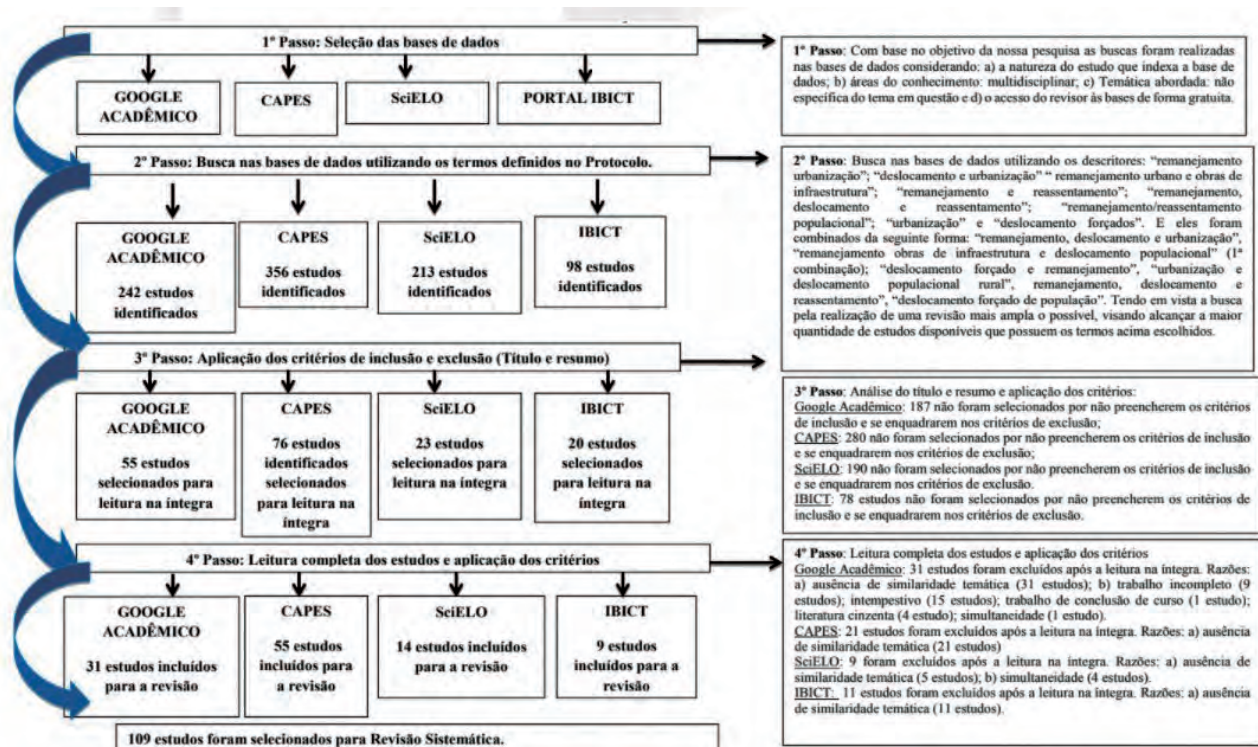 1º Passo: Seleção das bases de dados
GOOGLE
ACADÊMICO
CAPES
SciELO
PORTAL IBICT
1º Passo: Com base no objetivo da nossa pesquisa as buscas foram realizadas
nas bases de dados considerando: a) a natureza do estudo que indexa a base de
dados; b) áreas do conhecimento: multidisciplinar; c) Temática abordada: não
específica do tema em questão e d) o acesso do revisor às bases de forma gratuita.
2º Passo: Busca nas bases de dados utilizando os termos definidos no Protocolo.
GOOGLE
ACADÊMICO
242 estudos
identificados
CAPES
356 estudos
identificados
SciELO
213 estudos
identificados
IBICT
98 estudos
identificados
2º Passo: Busca nas bases de dados utilizando os descritores: “remanejamento
urbanização”; “deslocamento e urbanização” “ remanejamento urbano e obras de
infraestrutura”; “remanejamento e reassentamento”; “remanejamento,
deslocamento e reassentamento”; “remanejamento/reassentamento
populacional”; “urbanização” e “deslocamento forçados”. E eles foram
combinados da seguinte forma: “remanejamento, deslocamento e urbanização”,
“remanejamento obras de infraestrutura e deslocamento populacional” (1ª
combinação); “deslocamento forçado e remanejamento”, “urbanização e
deslocamento populacional rural”, remanejamento, deslocamento e
reassentamento”, “deslocamento forçado de população”. Tendo em vista a busca
pela realização de uma revisão mais ampla o possível, visando alcançar a maior
quantidade de estudos disponíveis que possuem os termos acima escolhidos.
3º Passo: Aplicação dos critérios de inclusão e exclusão (Título e resumo)
GOOGLE
ACADÊMICO
55 estudos
selecionados para
leitura na íntegra
CAPES
76 estudos
identificados
selecionados para
leitura na
íntegra
SciELO
23 estudos
selecionados para
leitura na íntegra
IBICT
20 estudos
selecionados
para leitura na
íntegra
3º Passo: Análise do título e resumo e aplicação dos critérios:
Google Acadêmico: 187 não foram selecionados por não preencherem os critérios
de inclusão e se enquadrarem nos critérios de exclusão;
CAPES: 280 não foram selecionados por não preencherem os critérios de inclusão
e se enquadrarem nos critérios de exclusão;
SciELO: 190 não foram selecionados por não preencherem os critérios de inclusão
e se enquadrarem nos critérios de exclusão.
IBICT: 78 estudos não foram selecionados por não preencherem os critérios de
inclusão e se enquadrarem nos critérios de exclusão.
4º Passo: Leitura completa dos estudos e aplicação dos critérios
GOOGLE
ACADÊMICO
31 estudos incluídos
para a revisão
CAPES
55 estudos
incluídos para
a revisão
SciELO
14 estudos incluídos
para a revisão
IBICT
9 estudos
incluídos para a
revisão
4º Passo: Leitura completa dos estudos e aplicação dos critérios
Google Acadêmico: 31 estudos foram excluídos após a leitura na íntegra. Razões:
a) ausência de similaridade temática (31 estudos); b) trabalho incompleto (9
estudos); intempestivo (15 estudos); trabalho de conclusão de curso (1 estudo);
literatura cinzenta (4 estudo); simultaneidade (1 estudo).
CAPES: 21 estudos foram excluídos após a leitura na íntegra. Razões: a) ausência
de similaridade temática (21 estudos)
SciELO: 9 foram excluídos após a leitura na íntegra. Razões: a) ausência de
similaridade temática (5 estudos); b) simultaneidade (4 estudos).
IBICT: 11 estudos foram excluídos após a leitura na íntegra. Razões: a) ausência
de similaridade temática (11 estudos).
109 estudos foram selecionados para Revisão Sistemática.